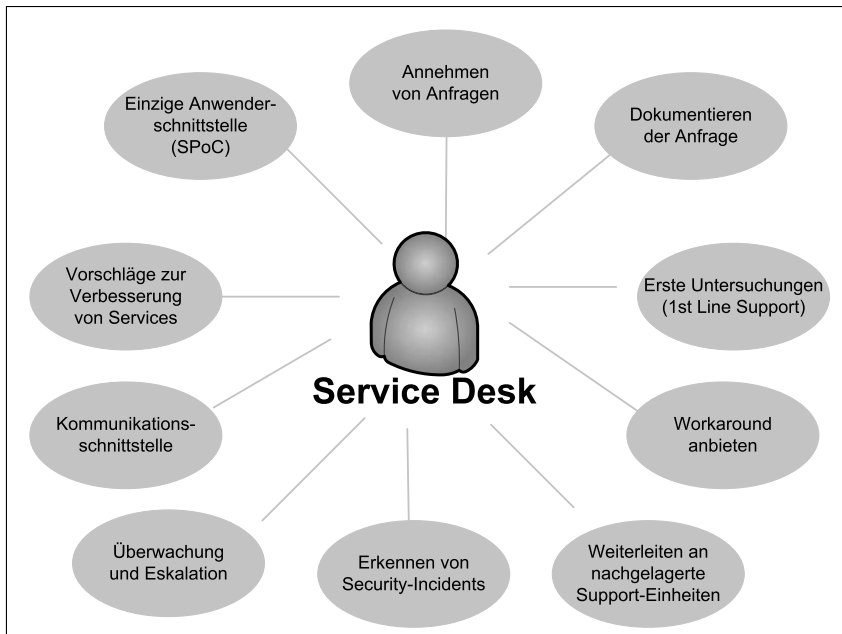 Annehmen
von Anfragen
Einzige Anwender-
schnittstelle
(SPoC)
Dokumentieren
der Anfrage
Vorschläge zur
Verbesserung
von Services
Erste Untersuchungen
(1st Line Support)
Service Desk
Kommunikations-
schnittstelle
Workaround
anbieten
Überwachung
und Eskalation
Erkennen von
Security-Incidents
Weiterleiten an
nachgelagerte
Support-Einheiten